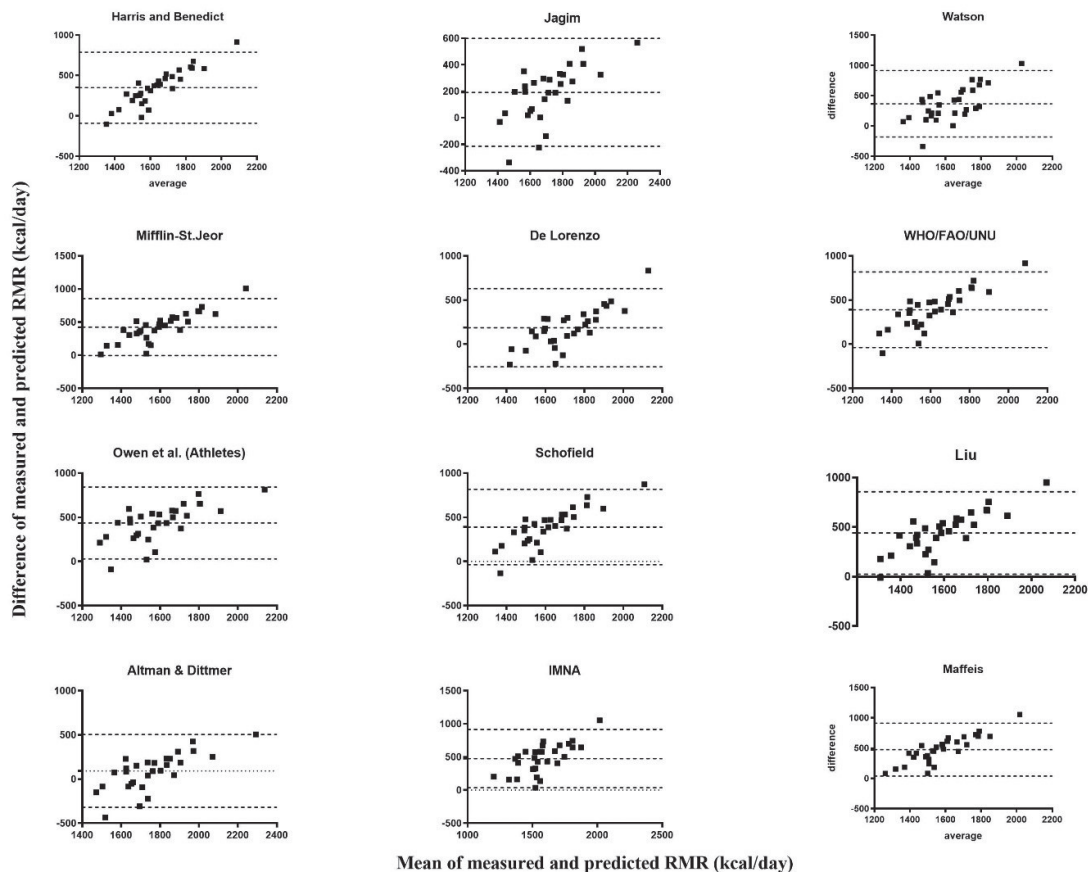 Difference of measured and predicted RMR (kcal/day)
Harris and Benedict
1000
500
0
-500
1200 1400 1600 1800 2000 2200
average
Jagim
600
400
200
0
-200
-400
1200 1400 1600 1800 2000 2200 2400
Watson
difference
1500
1000
500
0
-500
1200 1400 1600 1800 2000 2200
average
Mifflin-St.Jeor
1500
1000
500
0
-500
1200 1400 1600 1800 2000 2200
De Lorenzo
1000
500
0
-500
1200 1400 1600 1800 2000 2200
WHO/FAO/UNU
1000
500
0
-500
1200 1400 1600 1800 2000 2200
Owen et al. (Athletes)
1000
500
0
-500
1200 1400 1600 1800 2000 2200
Schofield
1000
500
0
-500
1200 1400 1600 1800 2000 2200
Liu
1000
500
0
-500
1200 1400 1600 1800 2000 2200
Altman & Dittmer
1000
500
0
-500
1400 1600 1800 2000 2200 2400
IMNA
1500
1000
500
0
-500
1000 1500 2000 2500
Maffeis
difference
1500
1000
500
0
-500
1200 1400 1600 1800 2000 2200
average
Mean of measured and predicted RMR (kcal/day)